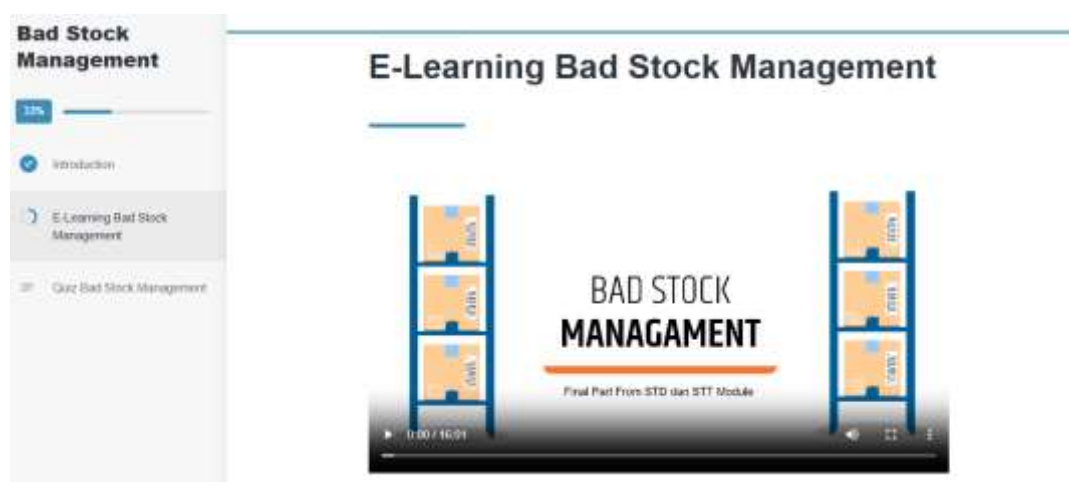 Bad Stock
Management
33%
Introduction
E-Learning Bad Stock
Management
Quiz Bad Stock Management
E-Learning Bad Stock Management
BAD STOCK
MANAGAMENT
Final Part From STD dan STT Module
0:00 / 16:01